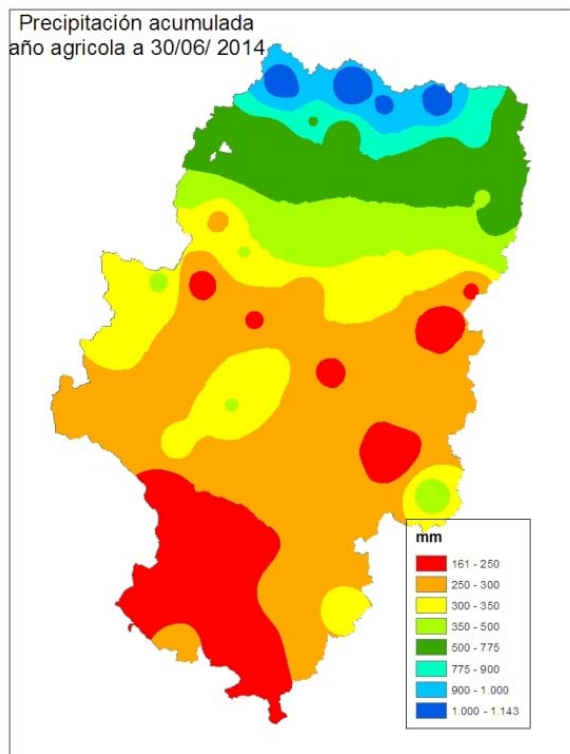 Precipitación acumulada
año agricola a 30/06/ 2014
mm
161 - 250
250 - 300
300 - 350
350 - 500
500 - 775
775 - 900
900 - 1.000
1.000 - 1.143